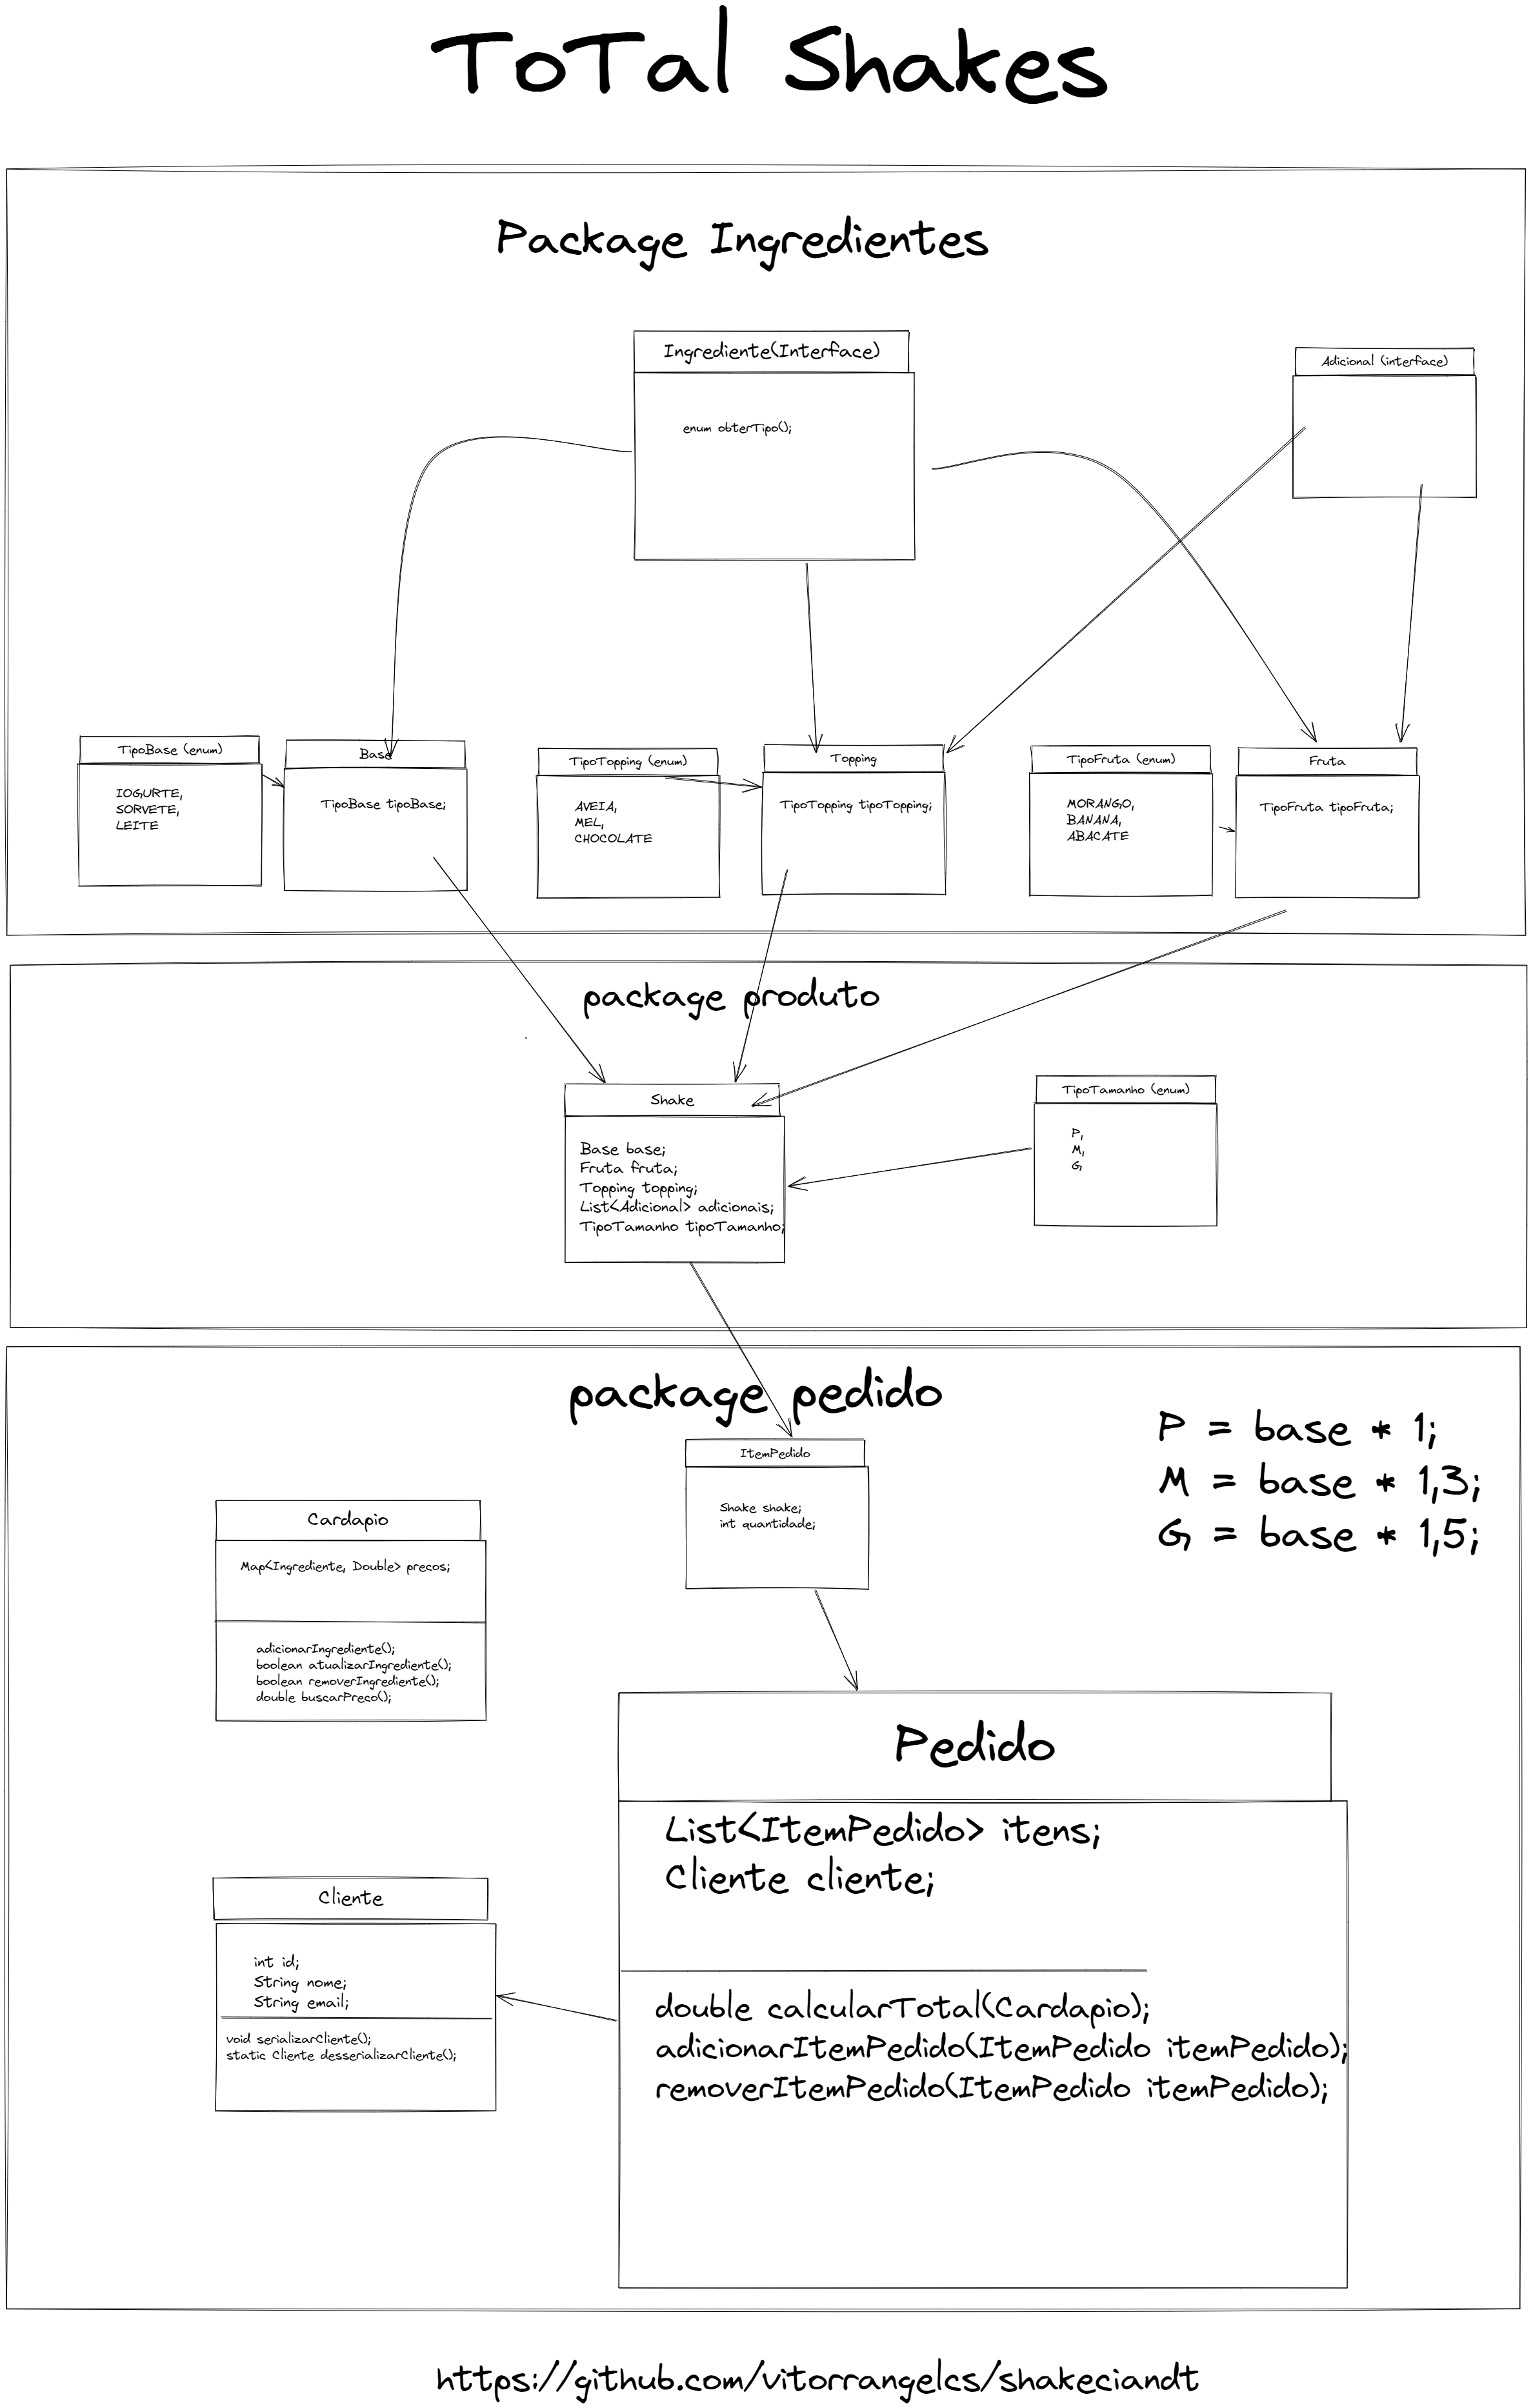 ToTal Shakes
Package Ingredientes
Ingrediente(Interface)
enum obterTipo();
Adicional (interface)
TipoBase (enum)
IOGURTE,
SORVETE,
LEITE
Base
TipoBase tipoBase;
TipoTopping (enum)
AVEIA,
MEL,
CHOCOLATE
Topping
TipoTopping tipoTopping;
TipoFruta (enum)
MORANGO,
BANANA,
ABACATE
Fruta
TipoFruta tipoFruta;
package produto
Shake
Base base;
Fruta fruta;
Topping topping;
List<Adicional> adicionais;
TipoTamanho tipoTamanho;
TipoTamanho (enum)
P,
M,
G
package pedido
P = base * 1;
M = base * 1,3;
G = base * 1,5;
ItemPedido
Shake shake;
int quantidade;
Cardapio
Map<Ingrediente, Double> precos;
adicionarIngrediente();
boolean atualizarIngrediente();
boolean removerIngrediente();
double buscarPreco();
Pedido
List<ItemPedido> itens;
Cliente cliente;
double calcularTotal(Cardapio);
adicionarItemPedido(ItemPedido itemPedido);
removerItemPedido(ItemPedido itemPedido);
Cliente
int id;
String nome;
String email;
void serializarCliente();
static Cliente desserializarCliente();
https://github.com/vitorrangelcs/shakeciandt